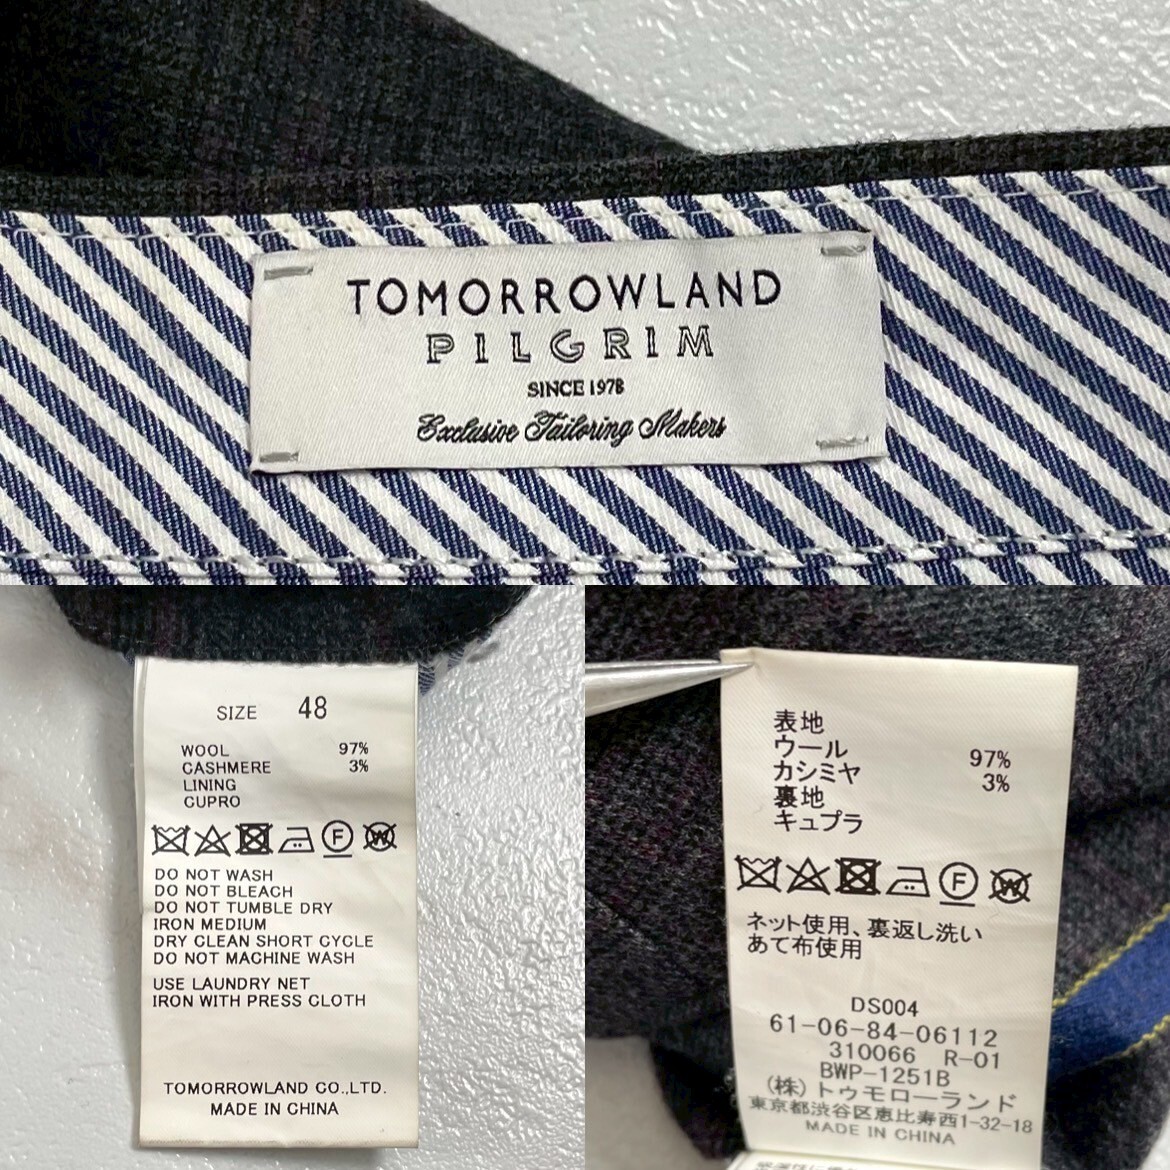 TOMORROWLAND
PILGRIM
SINCE 1978
Exclusive Tailoring Makers
SIZE 48
WOOL 97%
CASHMERE 3%
LINING
CUPRO
F W
DO NOT WASH
DO NOT BLEACH
DO NOT TUMBLE DRY
IRON MEDIUM
DRY CLEAN SHORT CYCLE
DO NOT MACHINE WASH
USE LAUNDRY NET
IRON WITH PRESS CLOTH
TOMORROWLAND CO.,LTD.
MADE IN CHINA
表地
ウール 97%
カシミヤ 3%
裏地
キュプラ
F W
ネット使用、裏返し洗い
あて布使用
DS004
61-06-84-06112
310066 R-01
BWP-1251B
(株)トゥモローランド
東京都渋谷区恵比寿西1-32-18
MADE IN CHINA